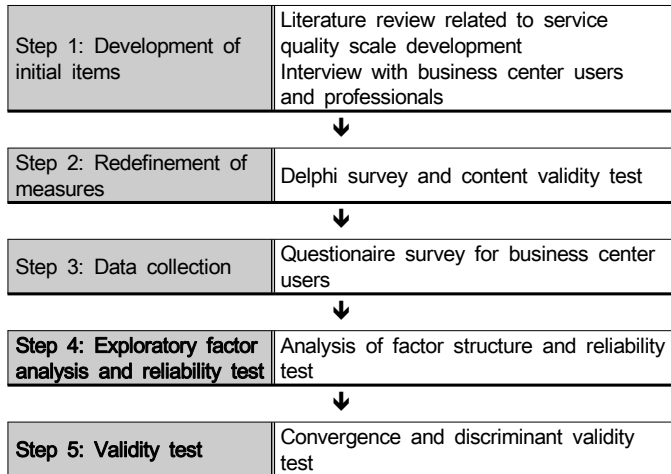 Step 1: Development of
initial items
Literature review related to service
quality scale development
Interview with business center users
and professionals
Step 2: Redefinement of
measures
Delphi survey and content validity test
Step 3: Data collection
Questionaire survey for business center
users
Step 4: Exploratory factor
analysis and reliability test
Analysis of factor structure and reliability
test
Step 5: Validity test
Convergence and discriminant validity
test